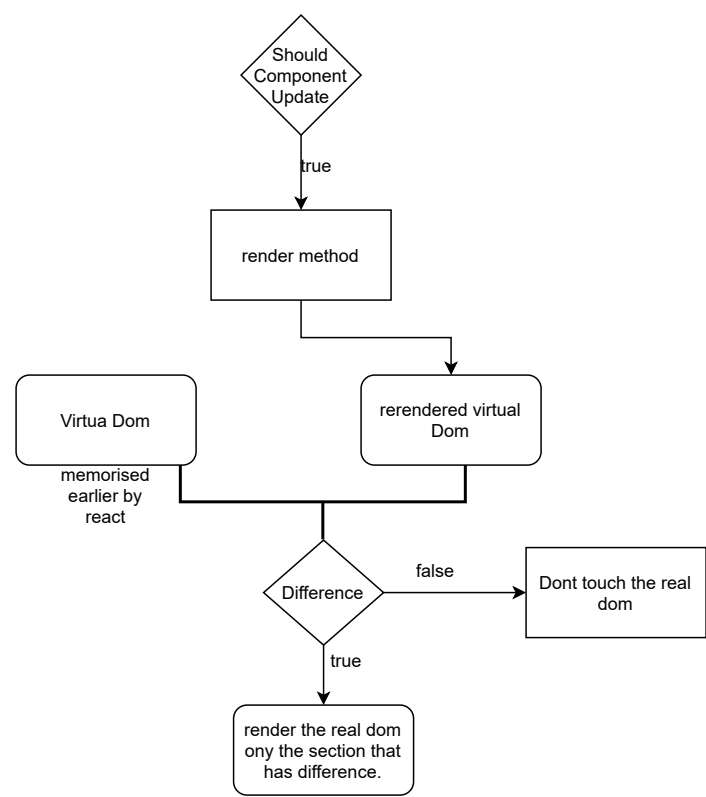 Should
Component
Update
true
render method
Virtua Dom
rerendered virtual
Dom
memorised
earlier by
react
Difference
false
Dont touch the real
dom
true
render the real dom
ony the section that
has difference.